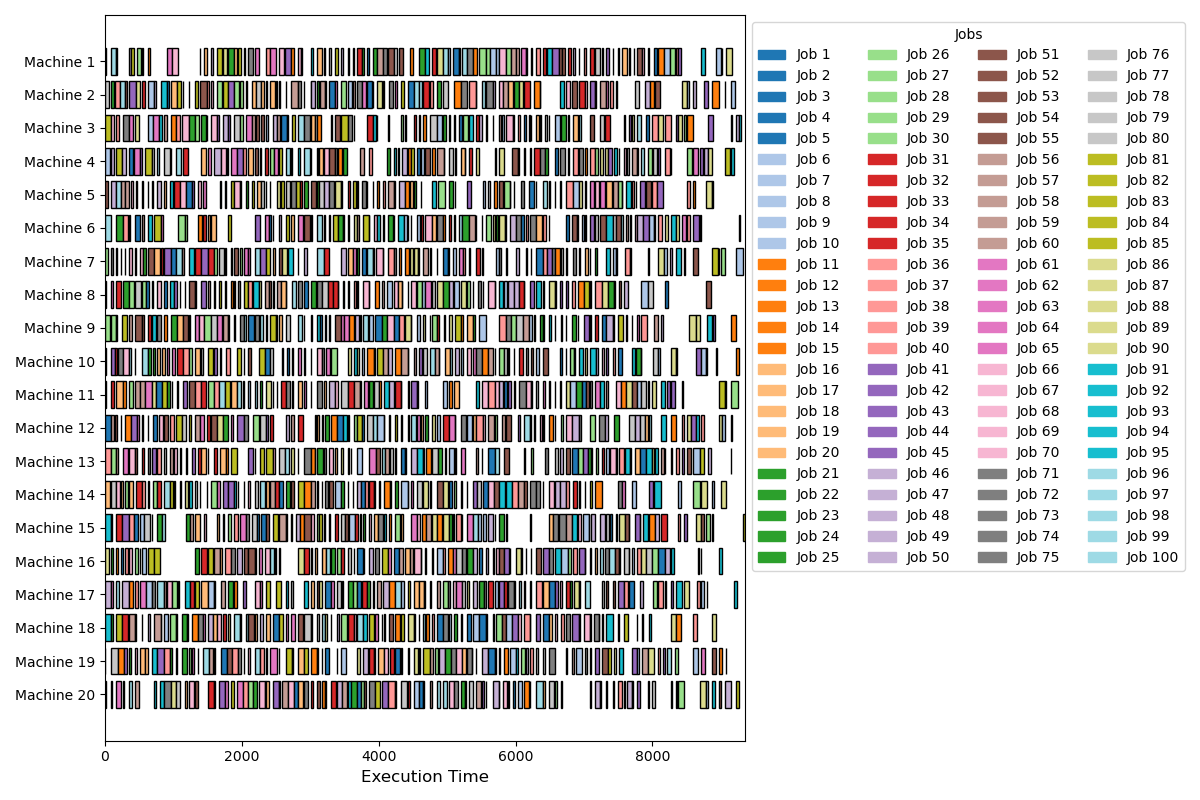 Machine 1
Machine 2
Machine 3
Machine 4
Machine 5
Machine 6
Machine 7
Machine 8
Machine 9
Machine 10
Machine 11
Machine 12
Machine 13
Machine 14
Machine 15
Machine 16
Machine 17
Machine 18
Machine 19
Machine 20
0 2000 4000 6000 8000
Execution Time
Jobs
Job 1 Job 26 Job 51 Job 76
Job 2 Job 27 Job 52 Job 77
Job 3 Job 28 Job 53 Job 78
Job 4 Job 29 Job 54 Job 79
Job 5 Job 30 Job 55 Job 80
Job 6 Job 31 Job 56 Job 81
Job 7 Job 32 Job 57 Job 82
Job 8 Job 33 Job 58 Job 83
Job 9 Job 34 Job 59 Job 84
Job 10 Job 35 Job 60 Job 85
Job 11 Job 36 Job 61 Job 86
Job 12 Job 37 Job 62 Job 87
Job 13 Job 38 Job 63 Job 88
Job 14 Job 39 Job 64 Job 89
Job 15 Job 40 Job 65 Job 90
Job 16 Job 41 Job 66 Job 91
Job 17 Job 42 Job 67 Job 92
Job 18 Job 43 Job 68 Job 93
Job 19 Job 44 Job 69 Job 94
Job 20 Job 45 Job 70 Job 95
Job 21 Job 46 Job 71 Job 96
Job 22 Job 47 Job 72 Job 97
Job 23 Job 48 Job 73 Job 98
Job 24 Job 49 Job 74 Job 99
Job 25 Job 50 Job 75 Job 100